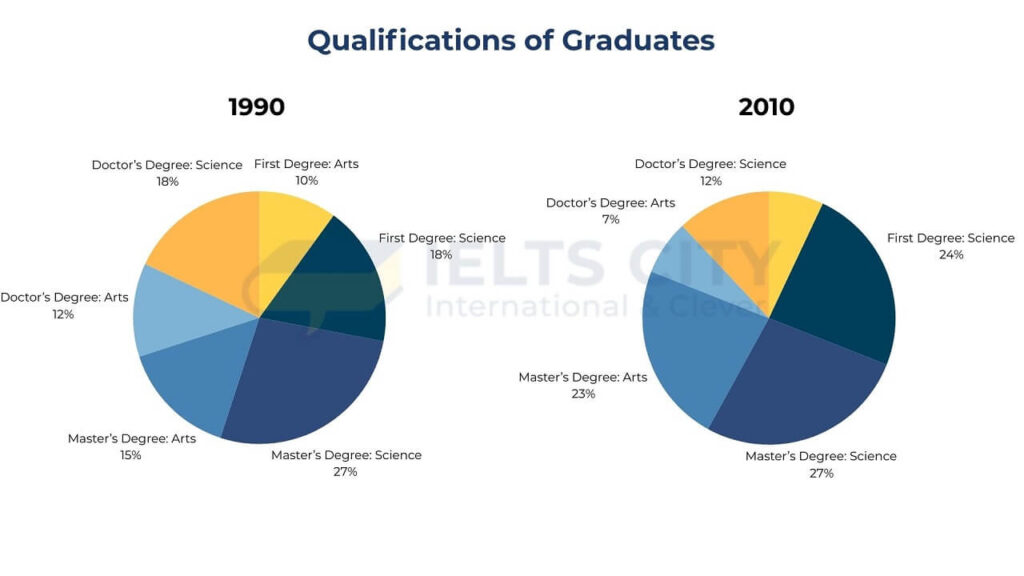 Qualifications of Graduates
1990
Doctor's Degree: Science
18%
First Degree: Arts
10%
First Degree: Science
18%
Doctor's Degree: Arts
12%
Master's Degree: Arts
15%
Master's Degree: Science
27%
2010
Doctor's Degree: Science
12%
Doctor's Degree: Arts
7%
First Degree: Science
24%
Master's Degree: Arts
23%
Master's Degree: Science
27%
IELTS CITY
International & Clever